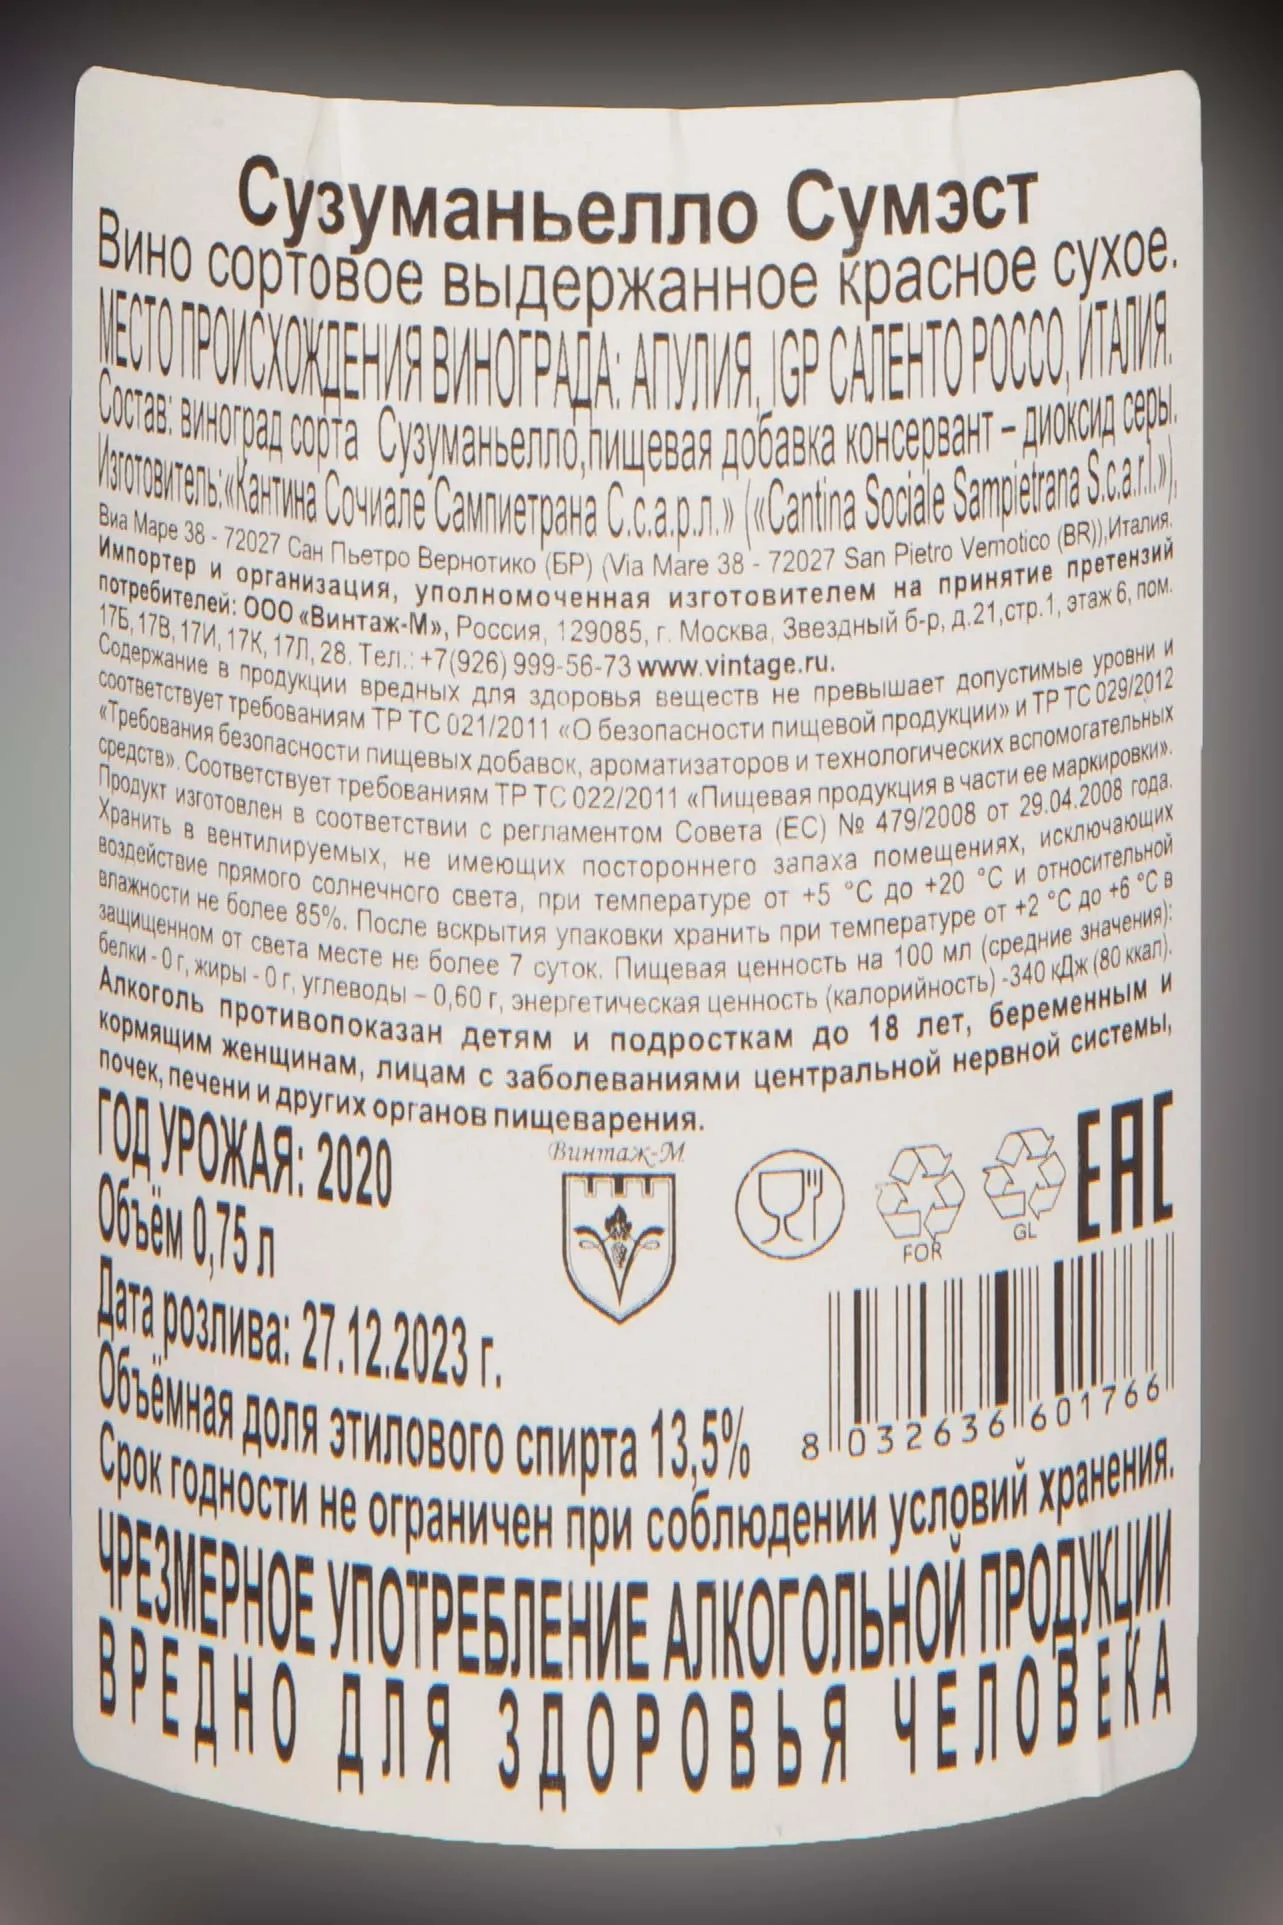 Сузуманьелло Сумэст
Вино сортовое выдержанное красное сухое.
МЕСТО ПРОИСХОЖДЕНИЯ ВИНОГРАДА: АПУЛИЯ, IGP САЛЕНТО РОССО, ИТАЛИЯ.
Состав: виноград сорта Сузуманьелло,пищевая добавка консервант – диоксид серы.
Изготовитель:«Кантина Сочиале Сампиетрана С.с.а.р.л.» («Cantina Sociale Sampietrana S.c.a.r.l.»),
Виа Маре 38 - 72027 Сан Пьетро Вернотико (БР) (Via Mare 38 - 72027 San Pietro Vernotico (BR)),Италия.
Импортер и организация, уполномоченная изготовителем на принятие претензий
потребителей: ООО «Винтаж-М», Россия, 129085, г. Москва, Звездный б-р, д.21,стр.1, этаж 6, пом.
17Б, 17В, 17И, 17К, 17Л, 28. Тел.: +7(926) 999-56-73 www.vintage.ru.
Содержание в продукции вредных для здоровья веществ не превышает допустимые уровни и
соответствует требованиям ТР ТС 021/2011 «О безопасности пищевой продукции» и ТР ТС 029/2012
«Требования безопасности пищевых добавок, ароматизаторов и технологических вспомогательных
средств». Соответствует требованиям ТР ТС 022/2011 «Пищевая продукция в части ее маркировки».
Продукт изготовлен в соответствии с регламентом Совета (ЕС) № 479/2008 от 29.04.2008 года.
Хранить в вентилируемых, не имеющих постороннего запаха помещениях, исключающих
воздействие прямого солнечного света, при температуре от +5 °С до +20 °С и относительной
влажности не более 85%. После вскрытия упаковки хранить при температуре от +2 °С до +6 °С в
защищенном от света месте не более 7 суток. Пищевая ценность на 100 мл (средние значения):
белки - 0 г, жиры - 0 г, углеводы – 0,60 г, энергетическая ценность (калорийность) -340 кДж (80 ккал).
Алкоголь противопоказан детям и подросткам до 18 лет, беременным и
кормящим женщинам, лицам с заболеваниями центральной нервной системы,
почек, печени и других органов пищеварения.
ГОД УРОЖАЯ: 2020
Винтаж-М
ЕАС
FOR
GL
Объём 0,75 л
Дата розлива: 27.12.2023 г.
Объёмная доля этилового спирта 13,5%
8 032636 601766
Срок годности не ограничен при соблюдении условий хранения.
ЧРЕЗМЕРНОЕ УПОТРЕБЛЕНИЕ АЛКОГОЛЬНОЙ ПРОДУКЦИИ
ВРЕДНО ДЛЯ ЗДОРОВЬЯ ЧЕЛОВЕКА